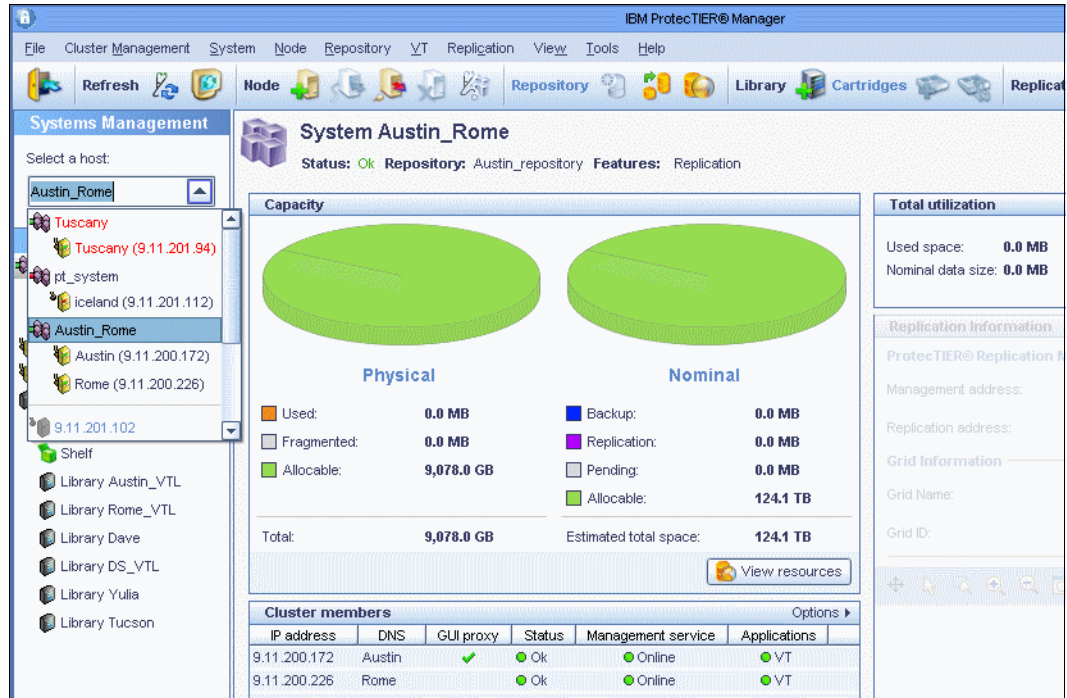 IBM ProtecTIER® Manager
File Cluster Management System Node Repository VT Replication View Tools Help
Refresh Node Repository Library Cartridges Replicat
Systems Management
Select a host:
Austin_Rome
Tuscany
Tuscany (9.11.201.94)
pt_system
iceland (9.11.201.112)
Austin_Rome
Austin (9.11.200.172)
Rome (9.11.200.226)
9.11.201.102
Shelf
Library Austin_VTL
Library Rome_VTL
Library Dave
Library DS_VTL
Library Yulia
Library Tucson
System Austin_Rome
Status: Ok Repository: Austin_repository Features: Replication
Capacity
Physical
Used: 0.0 MB
Fragmented: 0.0 MB
Allocable: 9,078.0 GB
Total: 9,078.0 GB
Nominal
Backup: 0.0 MB
Replication: 0.0 MB
Pending: 0.0 MB
Allocable: 124.1 TB
Estimated total space: 124.1 TB
View resources
Cluster members Options
IP address DNS GUI proxy Status Management service Applications
9.11.200.172 Austin Ok Online VT
9.11.200.226 Rome Ok Online VT
Total utilization
Used space: 0.0 MB
Nominal data size: 0.0 MB
Replication Information
ProtecTIER® Replication M
Management address:
Replication address:
Grid Information
Grid Name:
Grid ID: